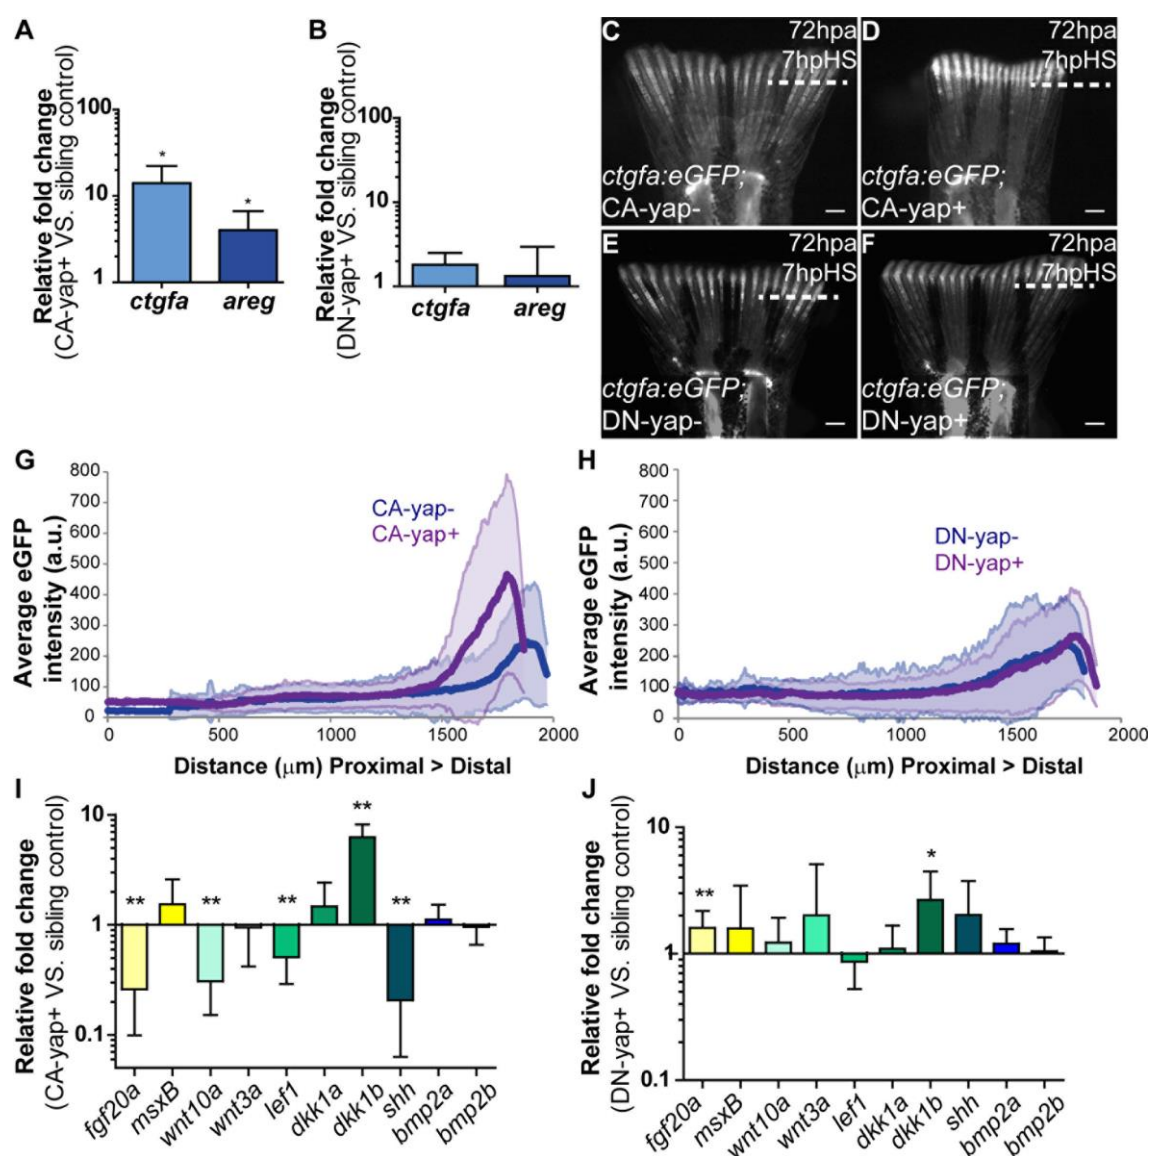 A
Relative fold change
(CA-yap+ VS. sibling control)
100
10
1
*
*
ctgfa
areg
B
Relative fold change
(DN-yap+ VS. sibling control)
100
10
1
ctgfa
areg
C
72hpa
7hpHS
ctgfa:eGFP;
CA-yap-
D
72hpa
7hpHS
ctgfa:eGFP;
CA-yap+
E
72hpa
7hpHS
ctgfa:eGFP;
DN-yap-
F
72hpa
7hpHS
ctgfa:eGFP;
DN-yap+
G
Average eGFP
intensity (a.u.)
800
700
600
500
400
300
200
100
0
CA-yap-
CA-yap+
0
500
1000
1500
2000
Distance (μm) Proximal > Distal
H
Average eGFP
intensity (a.u.)
800
700
600
500
400
300
200
100
0
DN-yap-
DN-yap+
0
500
1000
1500
2000
Distance (μm) Proximal > Distal
I
Relative fold change
(CA-yap+ VS. sibling control)
10
1
0.1
**
**
**
**
**
fgf20a
msxB
wnt10a
wnt3a
lef1
dkk1a
dkk1b
shh
bmp2a
bmp2b
J
Relative fold change
(DN-yap+ VS. sibling control)
10
1
0.1
**
*
fgf20a
msxB
wnt10a
wnt3a
lef1
dkk1a
dkk1b
shh
bmp2a
bmp2b